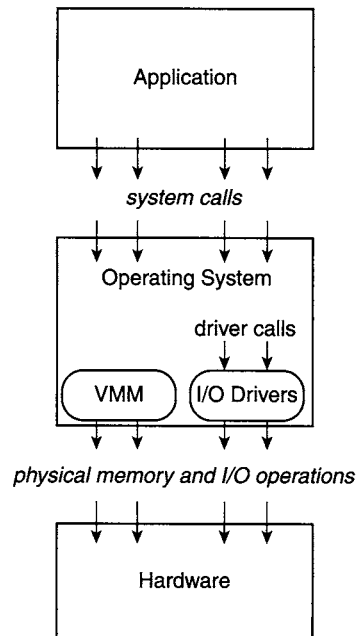 Application
system calls
Operating System
driver calls
VMM
I/O Drivers
physical memory and I/O operations
Hardware